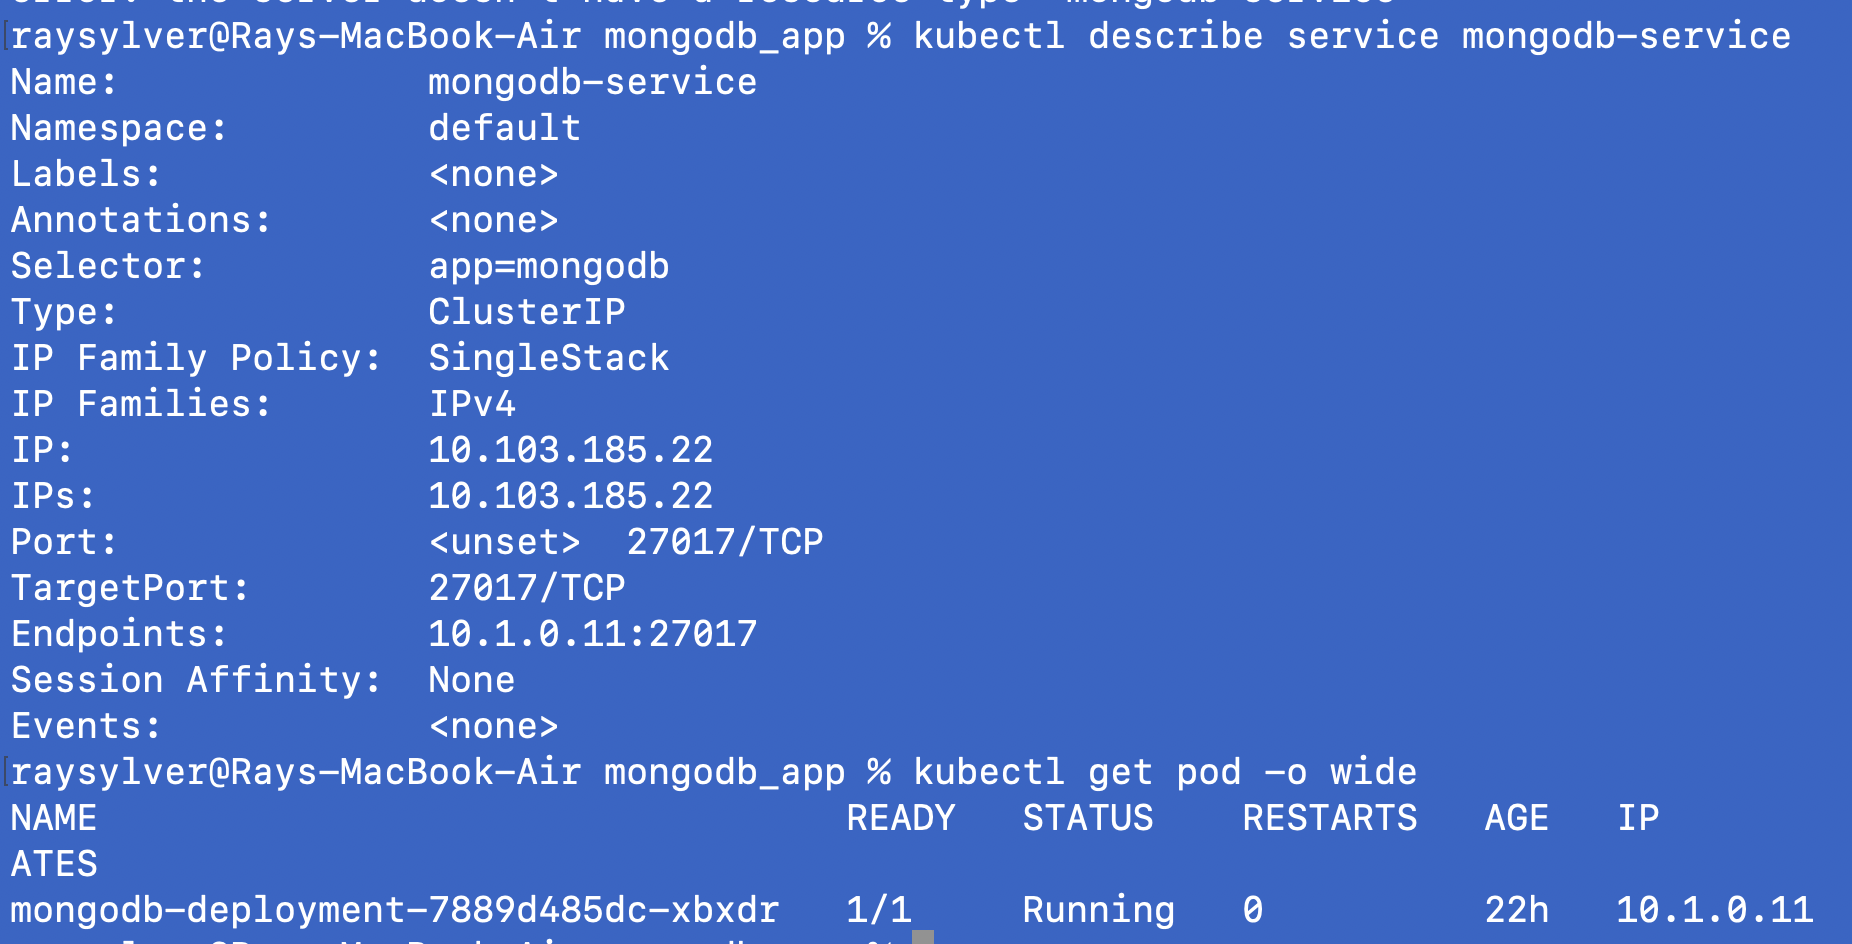 raysylver@Rays-MacBook-Air mongodb_app % kubectl describe service mongodb-service
Name:              mongodb-service
Namespace:         default
Labels:            <none>
Annotations:       <none>
Selector:          app=mongodb
Type:              ClusterIP
IP Family Policy:  SingleStack
IP Families:       IPv4
IP:                10.103.185.22
IPs:               10.103.185.22
Port:              <unset>  27017/TCP
TargetPort:        27017/TCP
Endpoints:         10.1.0.11:27017
Session Affinity:  None
Events:            <none>
raysylver@Rays-MacBook-Air mongodb_app % kubectl get pod -o wide
NAME                                  READY   STATUS    RESTARTS   AGE   IP
ATES
mongodb-deployment-7889d485dc-xbxdr   1/1     Running   0          22h   10.1.0.11